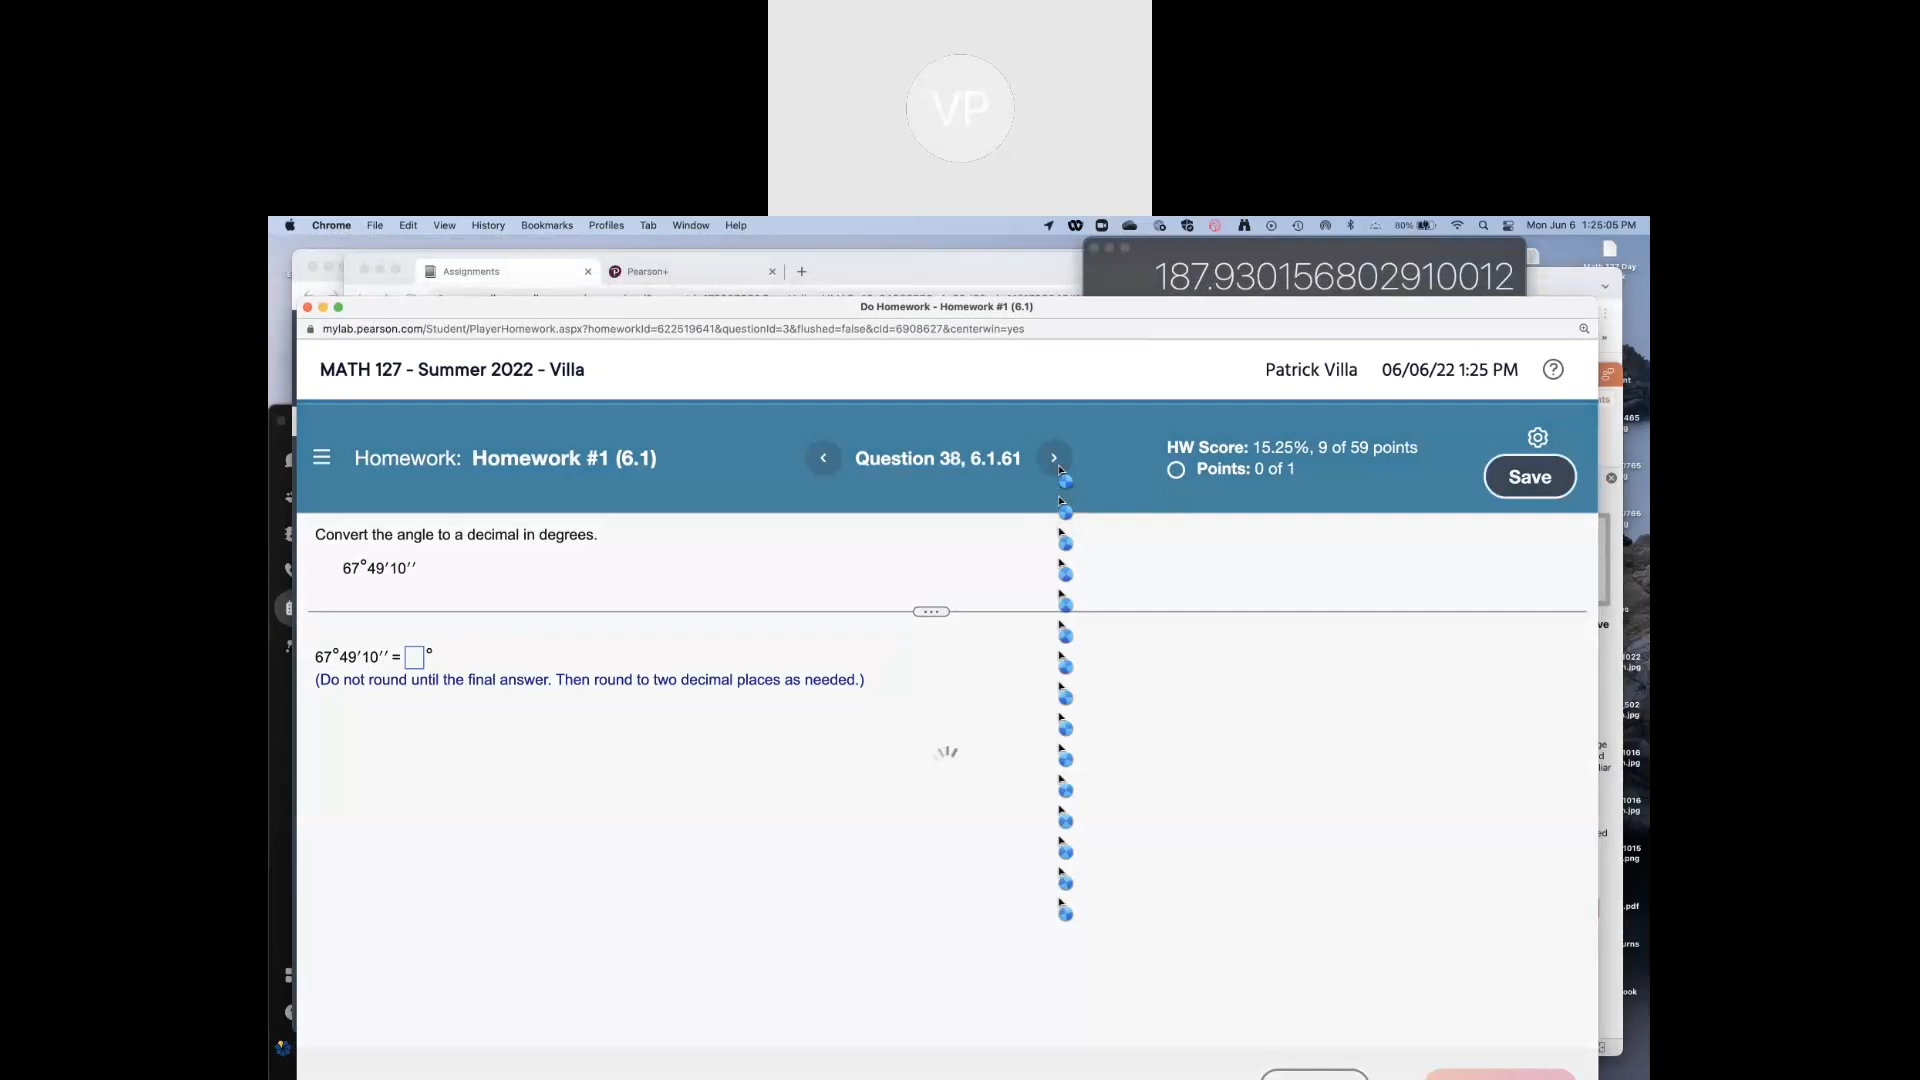 VP
Chrome File Edit View History Bookmarks Profiles Tab Window Help
80% Mon Jun 6 1:25:05 PM
Assignments
Pearson+
187.930156802910012
Do Homework - Homework #1 (6.1)
mylab.pearson.com/Student/PlayerHomework.aspx?homeworkId=622519641&questionId=3&flushed=false&cId=6908627&centerwin=yes
MATH 127 - Summer 2022 - Villa
Patrick Villa 06/06/22 1:25 PM ?
Homework: Homework #1 (6.1)
Question 38, 6.1.61
HW Score: 15.25%, 9 of 59 points
Points: 0 of 1
Save
Convert the angle to a decimal in degrees.
67°49′10′′
67°49′10′′ = °
(Do not round until the final answer. Then round to two decimal places as needed.)